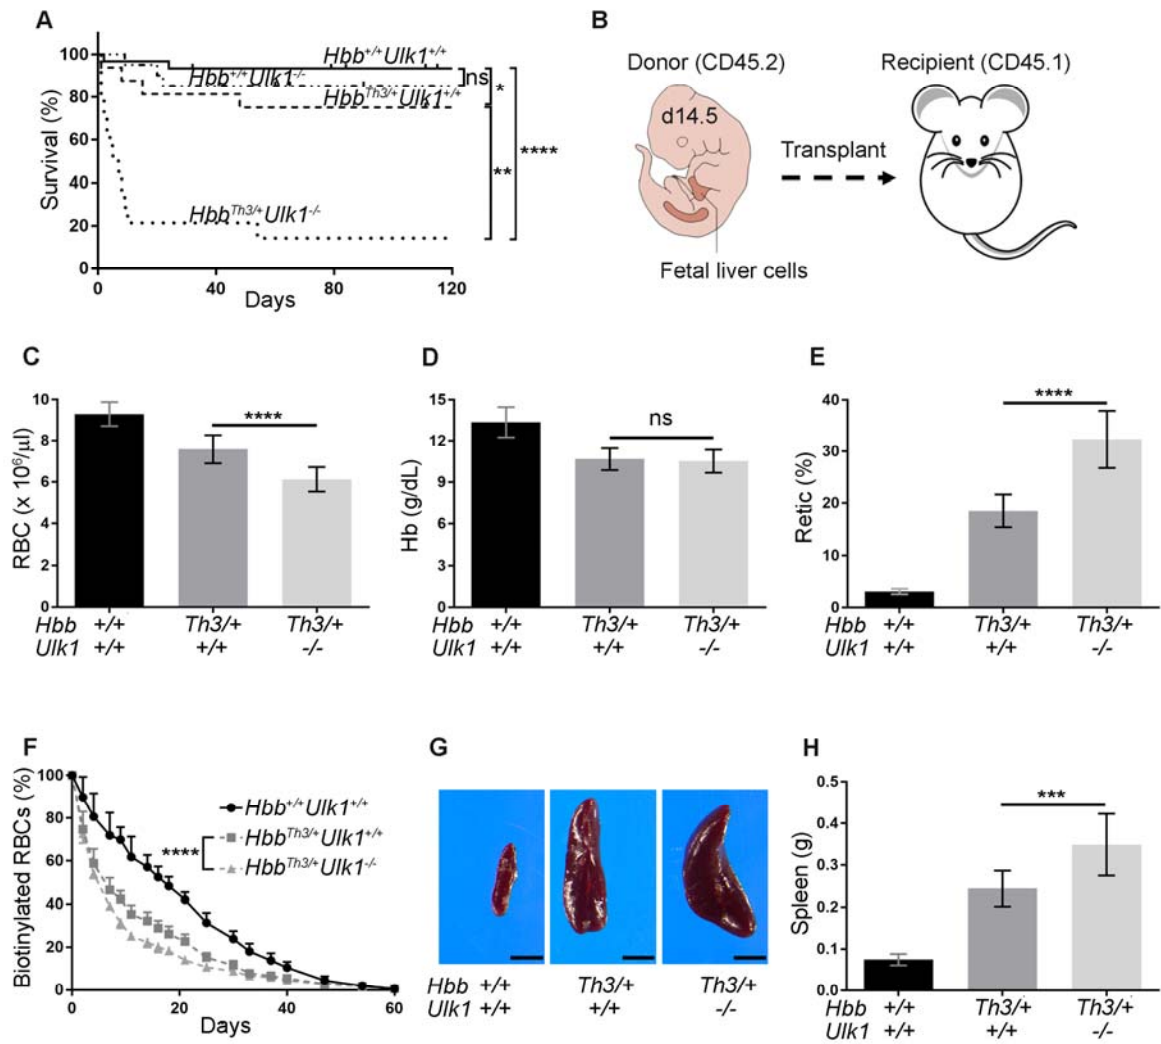 A
100
80
60
40
20
0
Survival (%)
0 40 80 120
Days
Hbb+/+Ulk1+/+
Hbb+/+Ulk1-/-
HbbTh3/+Ulk1+/+
HbbTh3/+Ulk1-/-
ns
*
**
****
B
Donor (CD45.2) Recipient (CD45.1)
d14.5
Transplant
Fetal liver cells
C
10
8
6
4
2
0
RBC (x 10⁶/µl)
****
Hbb +/+ Th3/+ Th3/+
Ulk1 +/+ +/+ -/-
D
15
12
9
6
3
0
Hb (g/dL)
ns
Hbb +/+ Th3/+ Th3/+
Ulk1 +/+ +/+ -/-
E
40
30
20
10
0
Retic (%)
****
Hbb +/+ Th3/+ Th3/+
Ulk1 +/+ +/+ -/-
F
100
80
60
40
20
0
Biotinylated RBCs (%)
0 20 40 60
Days
Hbb+/+Ulk1+/+
HbbTh3/+Ulk1+/+
HbbTh3/+Ulk1-/-
****
G
Hbb +/+ Th3/+ Th3/+
Ulk1 +/+ +/+ -/-
H
0.5
0.4
0.3
0.2
0.1
0.0
Spleen (g)
***
Hbb +/+ Th3/+ Th3/+
Ulk1 +/+ +/+ -/-